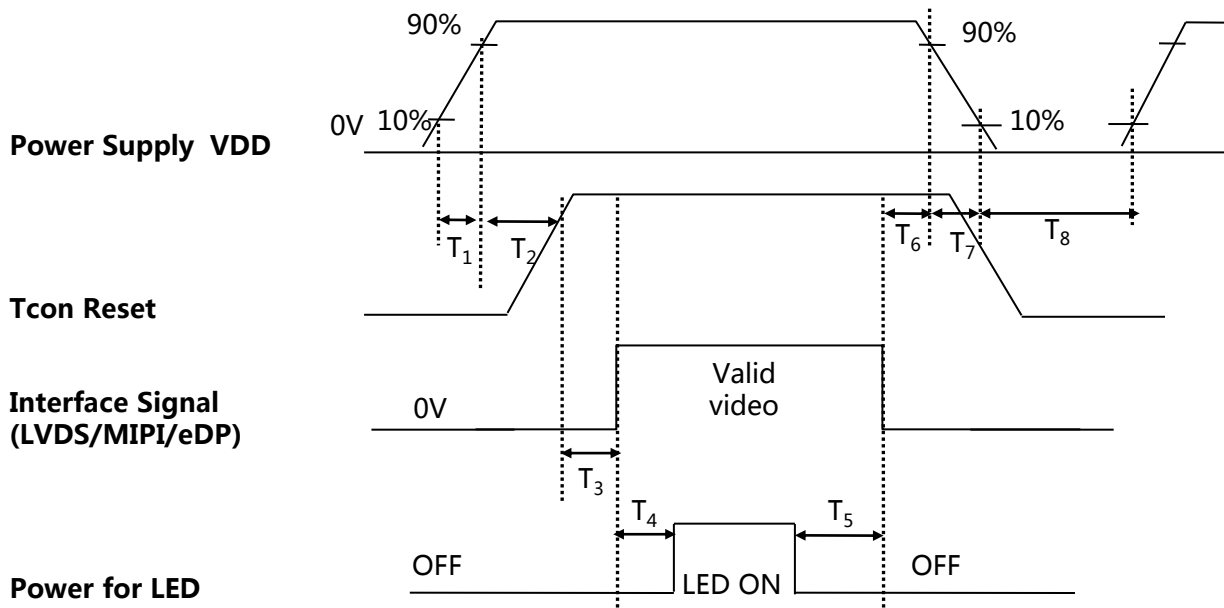 90%
90%
0V 10%
10%
Power Supply VDD
T1
T2
T6
T7
T8
Tcon Reset
Valid
video
Interface Signal
(LVDS/MIPI/eDP)
0V
T3
T4
T5
OFF
LED ON
OFF
Power for LED